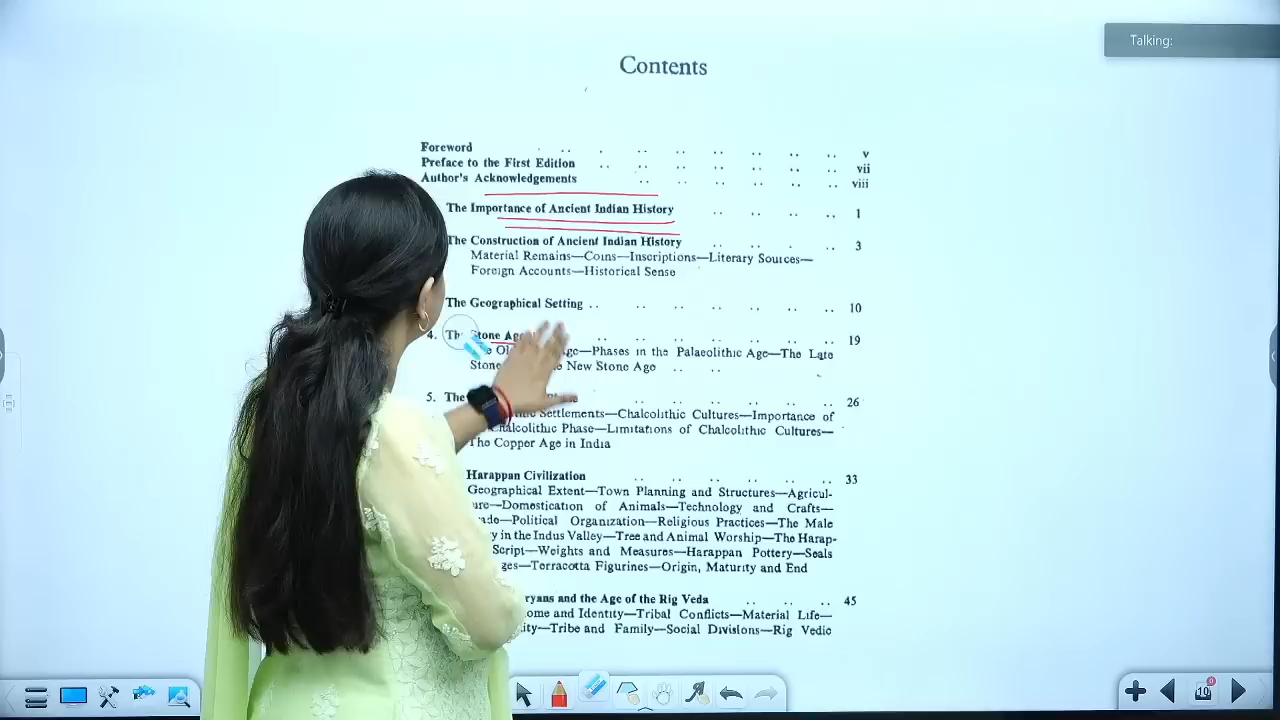 Talking:
Contents
Foreword v
Preface to the First Edition vii
Author's Acknowledgements viii
The Importance of Ancient Indian History 1
The Construction of Ancient Indian History 3
Material Remains—Coins—Inscriptions—Literary Sources—
Foreign Accounts—Historical Sense
The Geographical Setting 10
4. The Stone Age 19
Age—Phases in the Palaeolithic Age—The Late
Stone New Stone Age
5. The 26
Settlements—Chalcolithic Cultures—Importance of
Chalcolithic Phase—Limitations of Chalcolithic Cultures—
The Copper Age in India
Harappan Civilization 33
Geographical Extent—Town Planning and Structures—Agricul-
ture—Domestication of Animals—Technology and Crafts—
Political Organization—Religious Practices—The Male
in the Indus Valley—Tree and Animal Worship—The Harap-
Script—Weights and Measures—Harappan Pottery—Seals
Terracotta Figurines—Origin, Maturity and End
and the Age of the Rig Veda 45
and Identity—Tribal Conflicts—Material Life—
Tribe and Family—Social Divisions—Rig Vedic
10
0